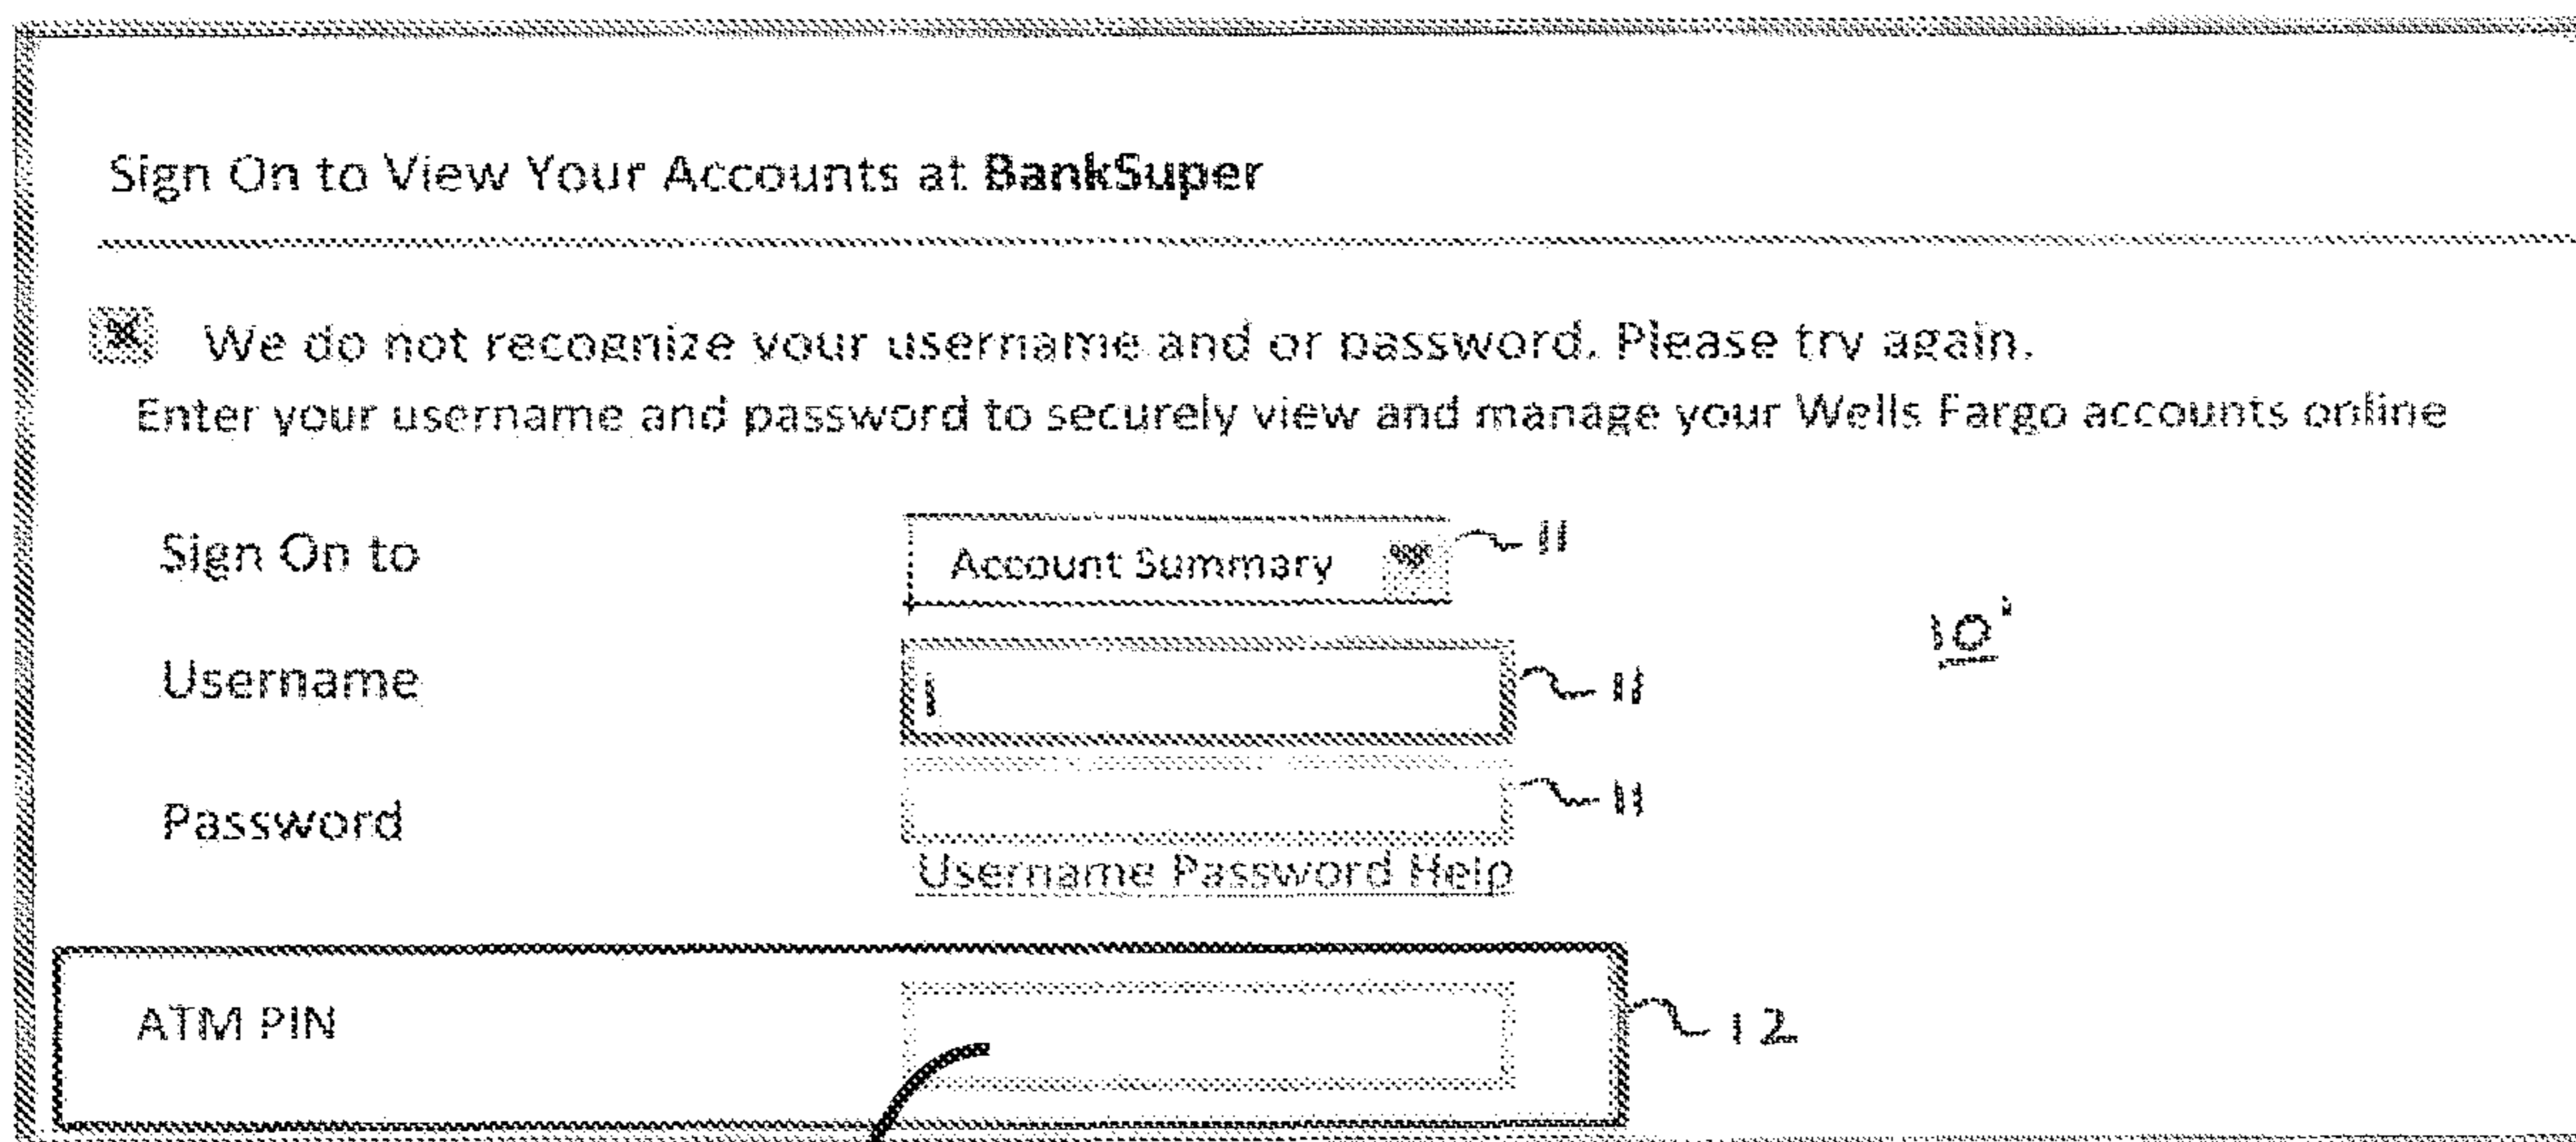 Sign On to View Your Accounts at BankSuper
We do not recognize your username and or password. Please try again.
Enter your username and password to securely view and manage your Wells Fargo accounts online
Sign On to
Account Summary
11
10'
Username
11
Password
11
Username Password Help
ATM PIN
12